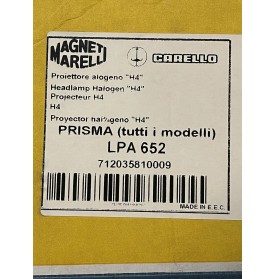 MAGNETI MARELLI CARELLO
Proiettore alogeno "H4"
Headlamp Halogen "H4"
Projecteur H4
H4
Proyector halógeno "H4"
PRISMA (tutti i modelli)
LPA 652
712035810009
MADE IN E.E.C.